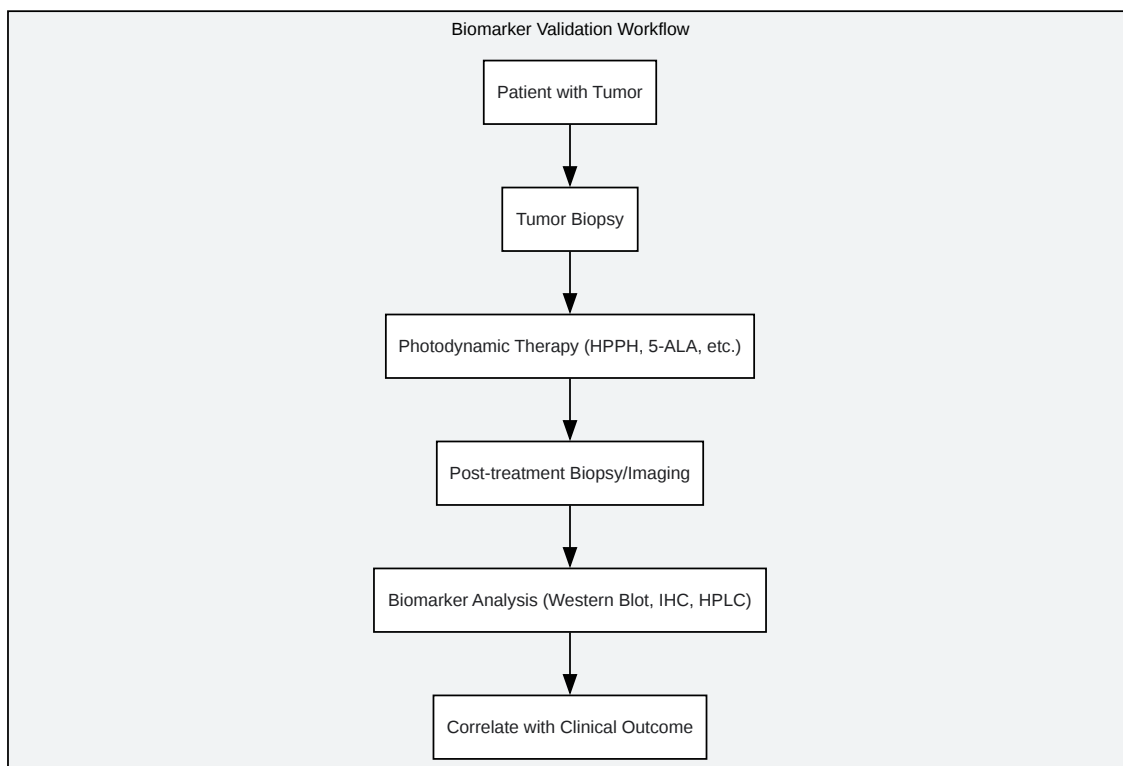 Biomarker Validation Workflow
Patient with Tumor
Tumor Biopsy
Photodynamic Therapy (HPPH, 5-ALA, etc.)
Post-treatment Biopsy/Imaging
Biomarker Analysis (Western Blot, IHC, HPLC)
Correlate with Clinical Outcome